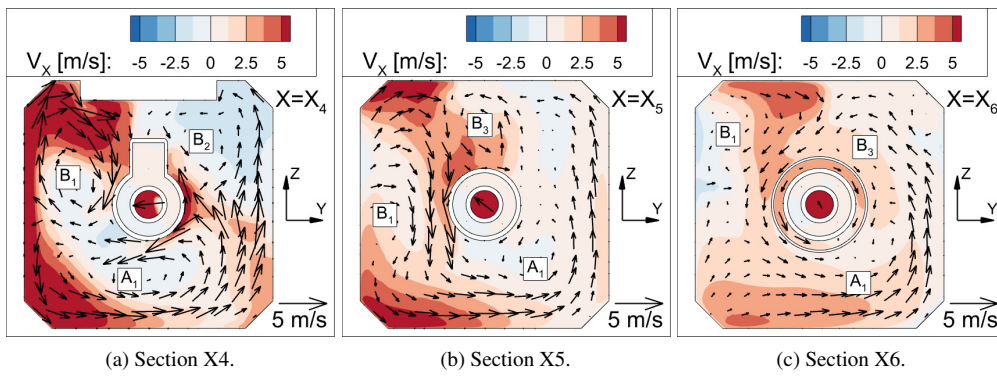 V_X [m/s]: -5 -2.5 0 2.5 5
X=X_4
B_2
B_1
A_1
Z
Y
5 m/s
(a) Section X4.
V_X [m/s]: -5 -2.5 0 2.5 5
X=X_5
B_3
B_1
A_1
Z
Y
5 m/s
(b) Section X5.
V_X [m/s]: -5 -2.5 0 2.5 5
X=X_6
B_1
B_3
A_1
Z
Y
5 m/s
(c) Section X6.